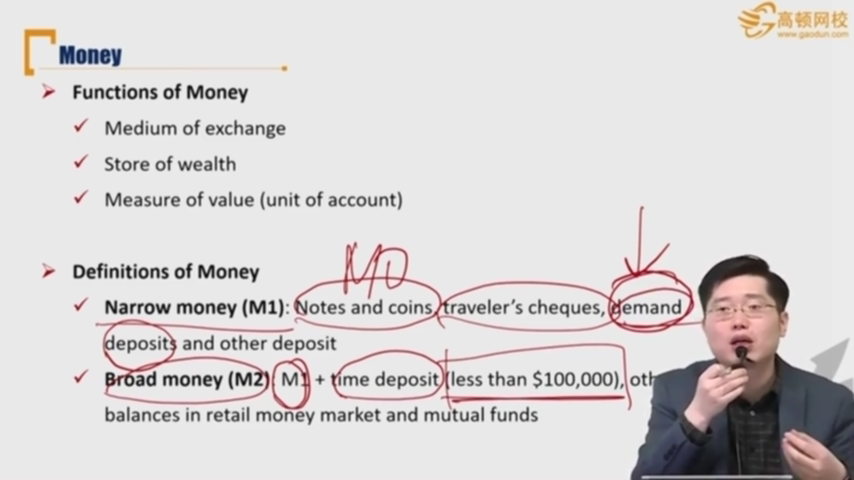 高顿网校
www.gaodun.com
Money
Functions of Money
Medium of exchange
Store of wealth
Measure of value (unit of account)
M0
Definitions of Money
Narrow money (M1): Notes and coins, traveler's cheques, demand
deposits and other deposit
Broad money (M2): M1 + time deposit (less than $100,000), oth
balances in retail money market and mutual funds